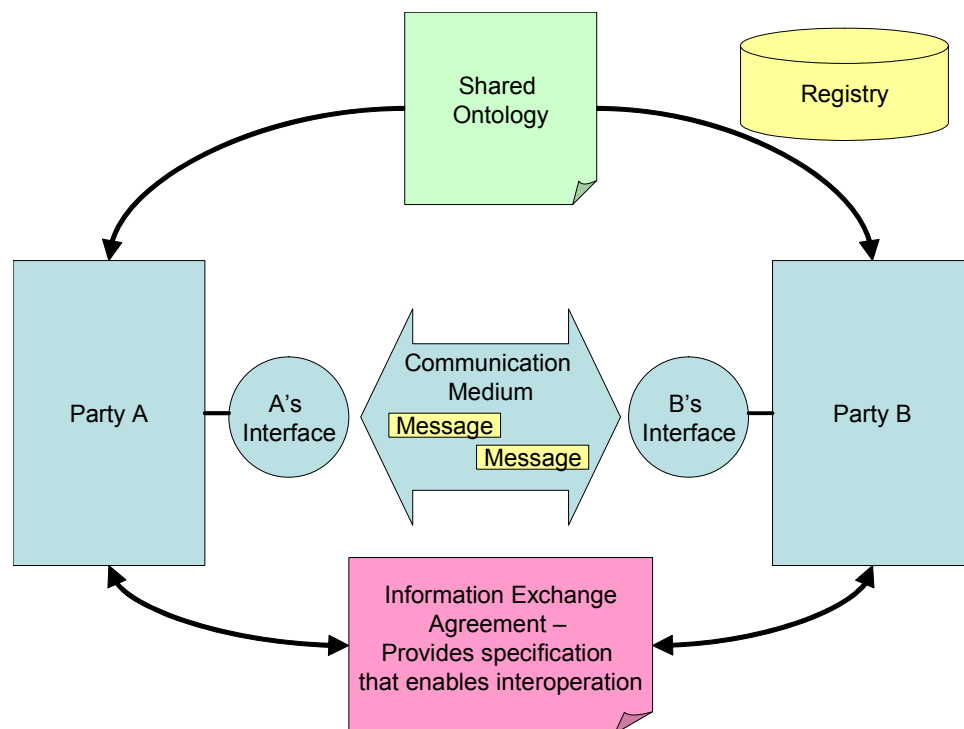 Shared
Ontology
Registry
Party A
A's
Interface
Communication
Medium
Message
Message
B's
Interface
Party B
Information Exchange
Agreement –
Provides specification
that enables interoperation